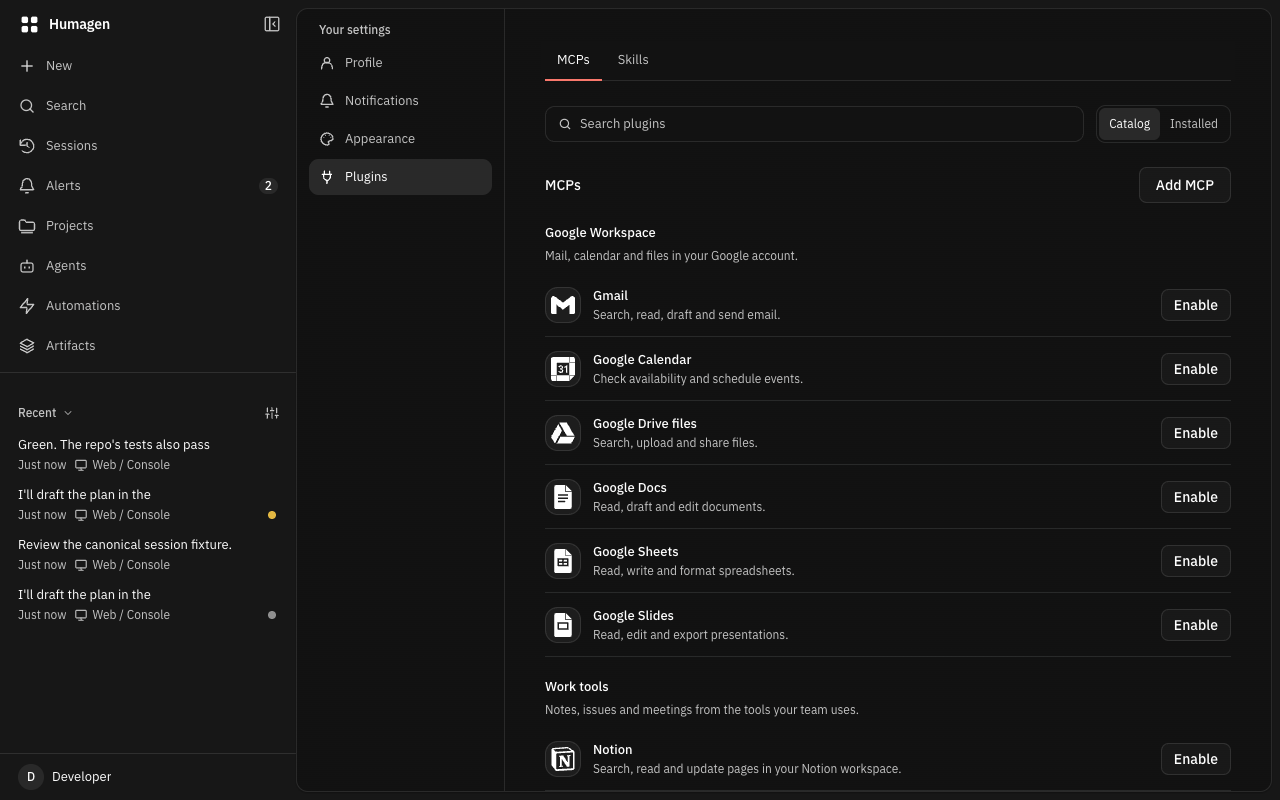 Humagen
New
Search
Sessions
Alerts
2
Projects
Agents
Automations
Artifacts
Recent
Green. The repo's tests also pass
Just now Web / Console
I'll draft the plan in the
Just now Web / Console
Review the canonical session fixture.
Just now Web / Console
I'll draft the plan in the
Just now Web / Console
D
Developer
Your settings
Profile
Notifications
Appearance
Plugins
MCPs
Skills
Search plugins
Catalog
Installed
MCPs
Add MCP
Google Workspace
Mail, calendar and files in your Google account.
Gmail
Search, read, draft and send email.
Enable
31
Google Calendar
Check availability and schedule events.
Enable
Google Drive files
Search, upload and share files.
Enable
Google Docs
Read, draft and edit documents.
Enable
Google Sheets
Read, write and format spreadsheets.
Enable
Google Slides
Read, edit and export presentations.
Enable
Work tools
Notes, issues and meetings from the tools your team uses.
Notion
Search, read and update pages in your Notion workspace.
Enable